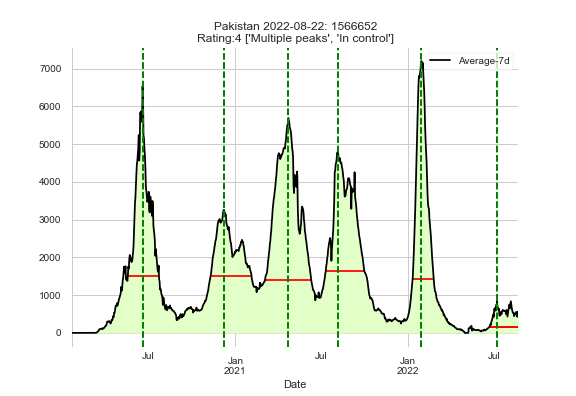 Pakistan 2022-08-22: 1566652
Rating:4 ['Multiple peaks', 'In control']
Average-7d
7000
6000
5000
4000
3000
2000
1000
0
Jul
Jan
2021
Jul
Jan
2022
Jul
Date